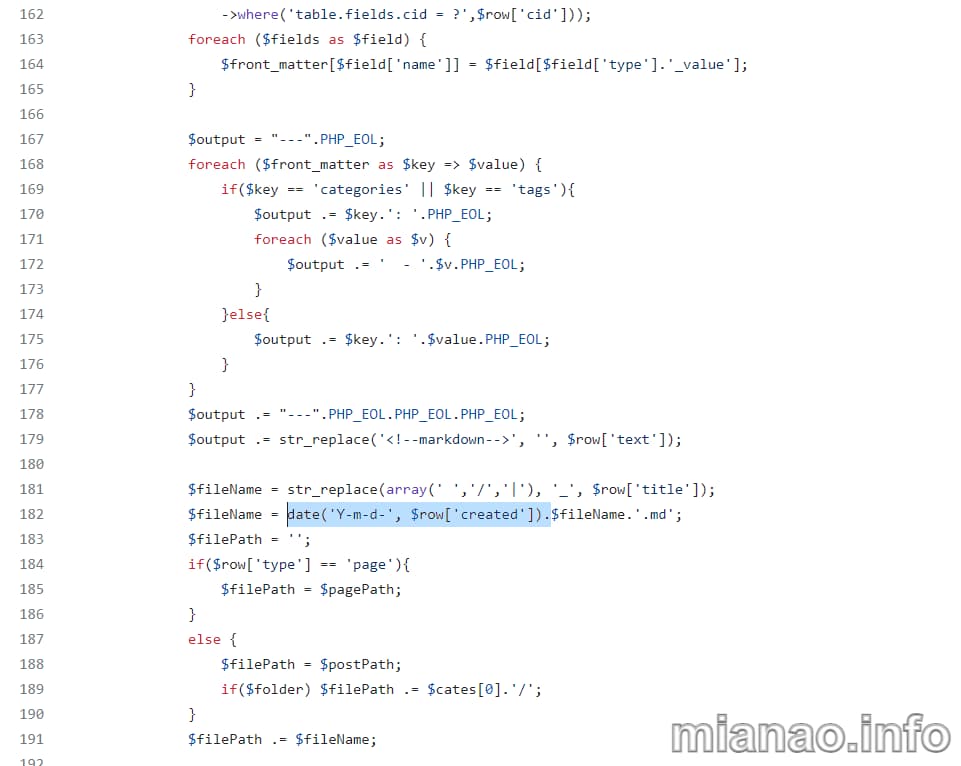 162                     ->where('table.fields.cid = ?',$row['cid']));
163                 foreach ($fields as $field) {
164                     $front_matter[$field['name']] = $field[$field['type'].'_value'];
165                 }
166
167                 $output = "---".PHP_EOL;
168                 foreach ($front_matter as $key => $value) {
169                     if($key == 'categories' || $key == 'tags'){
170                         $output .= $key.': '.PHP_EOL;
171                         foreach ($value as $v) {
172                             $output .= '  - '.$v.PHP_EOL;
173                         }
174                     }else{
175                         $output .= $key.': '.$value.PHP_EOL;
176                     }
177                 }
178                 $output .= "---".PHP_EOL.PHP_EOL.PHP_EOL;
179                 $output .= str_replace('<!--markdown-->', '', $row['text']);
180
181                 $fileName = str_replace(array(' ','/','|'), '_', $row['title']);
182                 $fileName = date('Y-m-d-', $row['created']).$fileName.'.md';
183                 $filePath = '';
184                 if($row['type'] == 'page'){
185                     $filePath = $pagePath;
186                 }
187                 else {
188                     $filePath = $postPath;
189                     if($folder) $filePath .= $cates[0].'/';
190                 }
191                 $filePath .= $fileName;
192
mianao.info